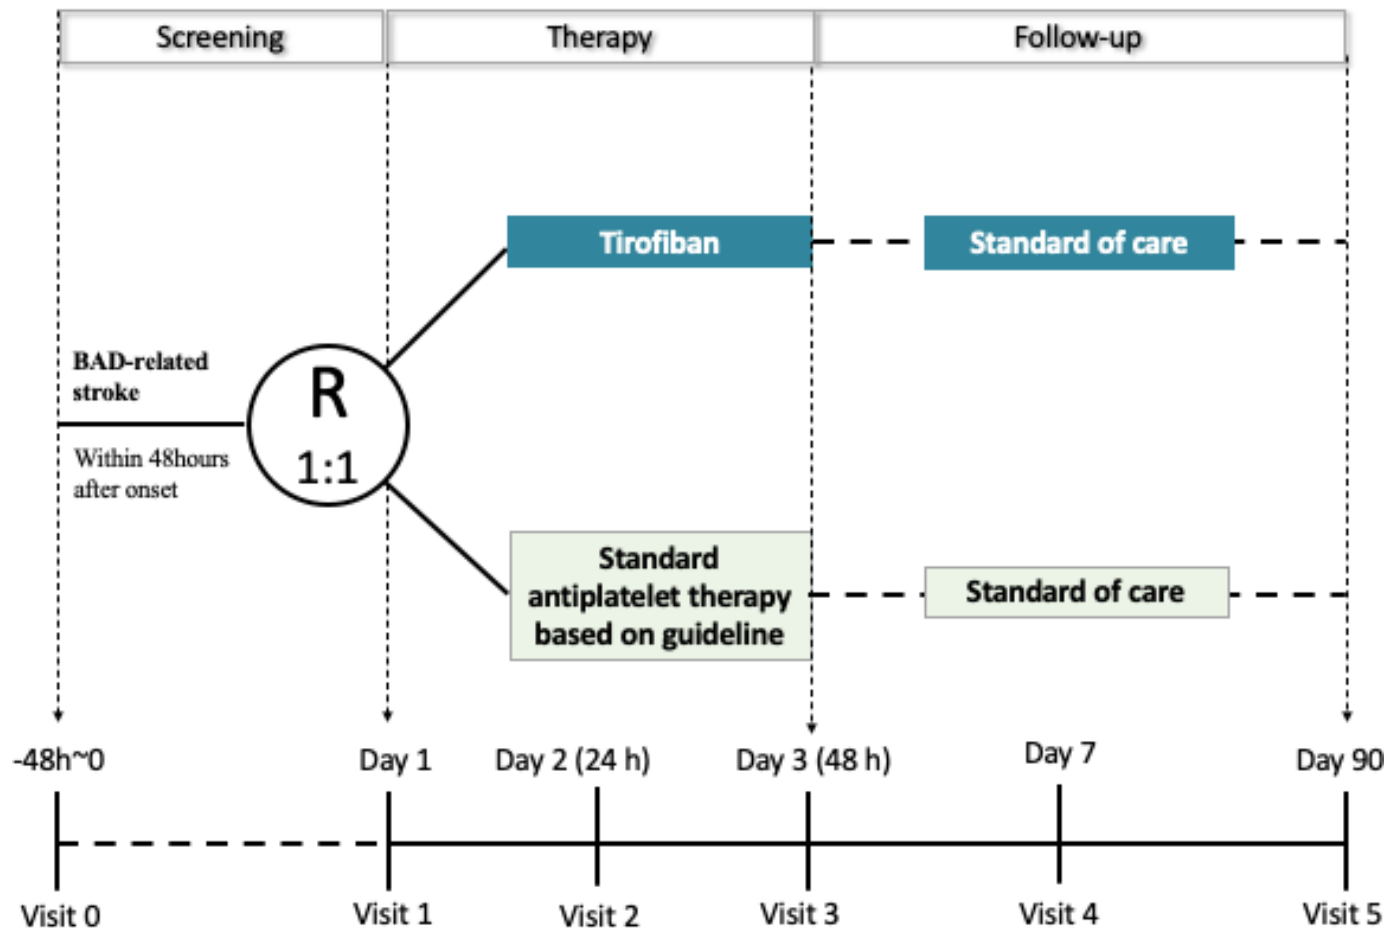 Screening
Therapy
Follow-up
Tirofiban
Standard of care
BAD-related
stroke
Within 48hours
after onset
R
1:1
Standard
antiplatelet therapy
based on guideline
Standard of care
-48h~0
Day 1
Day 2 (24 h)
Day 3 (48 h)
Day 7
Day 90
Visit 0
Visit 1
Visit 2
Visit 3
Visit 4
Visit 5